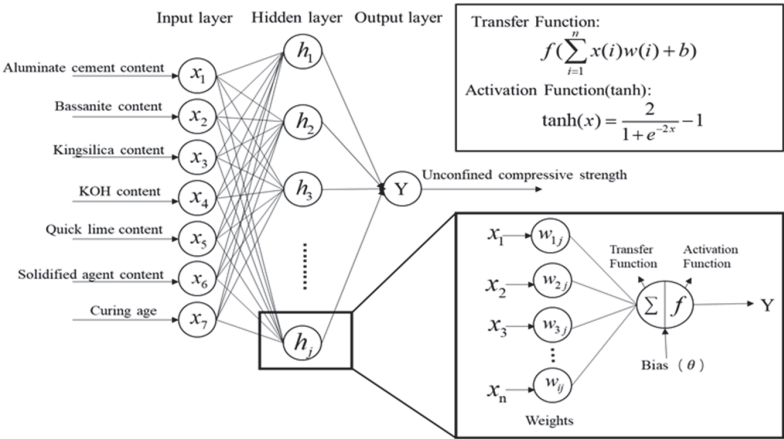 Input layer
Hidden layer
Output layer
Aluminate cement content
x1
Bassanite content
x2
Kingsilica content
x3
KOH content
x4
Quick lime content
x5
Solidified agent content
x6
Curing age
x7
h1
h2
h3
hj
Y
Unconfined compressive strength
Transfer Function:
f(∑ i=1 n x(i)w(i)+b)
Activation Function(tanh):
tanh(x) = 2/(1+e^-2x) −1
x1
w1j
x2
w2j
x3
w3j
xn
wij
Weights
Transfer
Function
Activation
Function
∑ f
Y
Bias (θ)